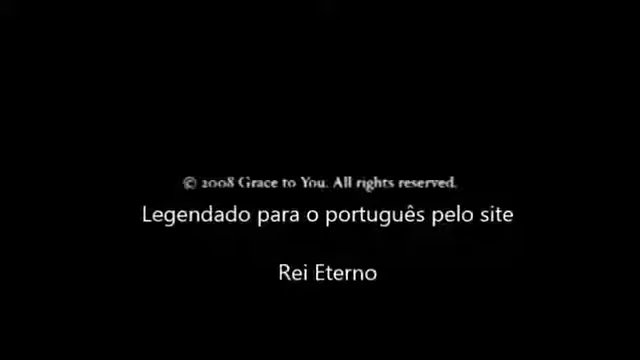 © 2008 Grace to You. All rights reserved.
Legendado para o português pelo site
Rei Eterno